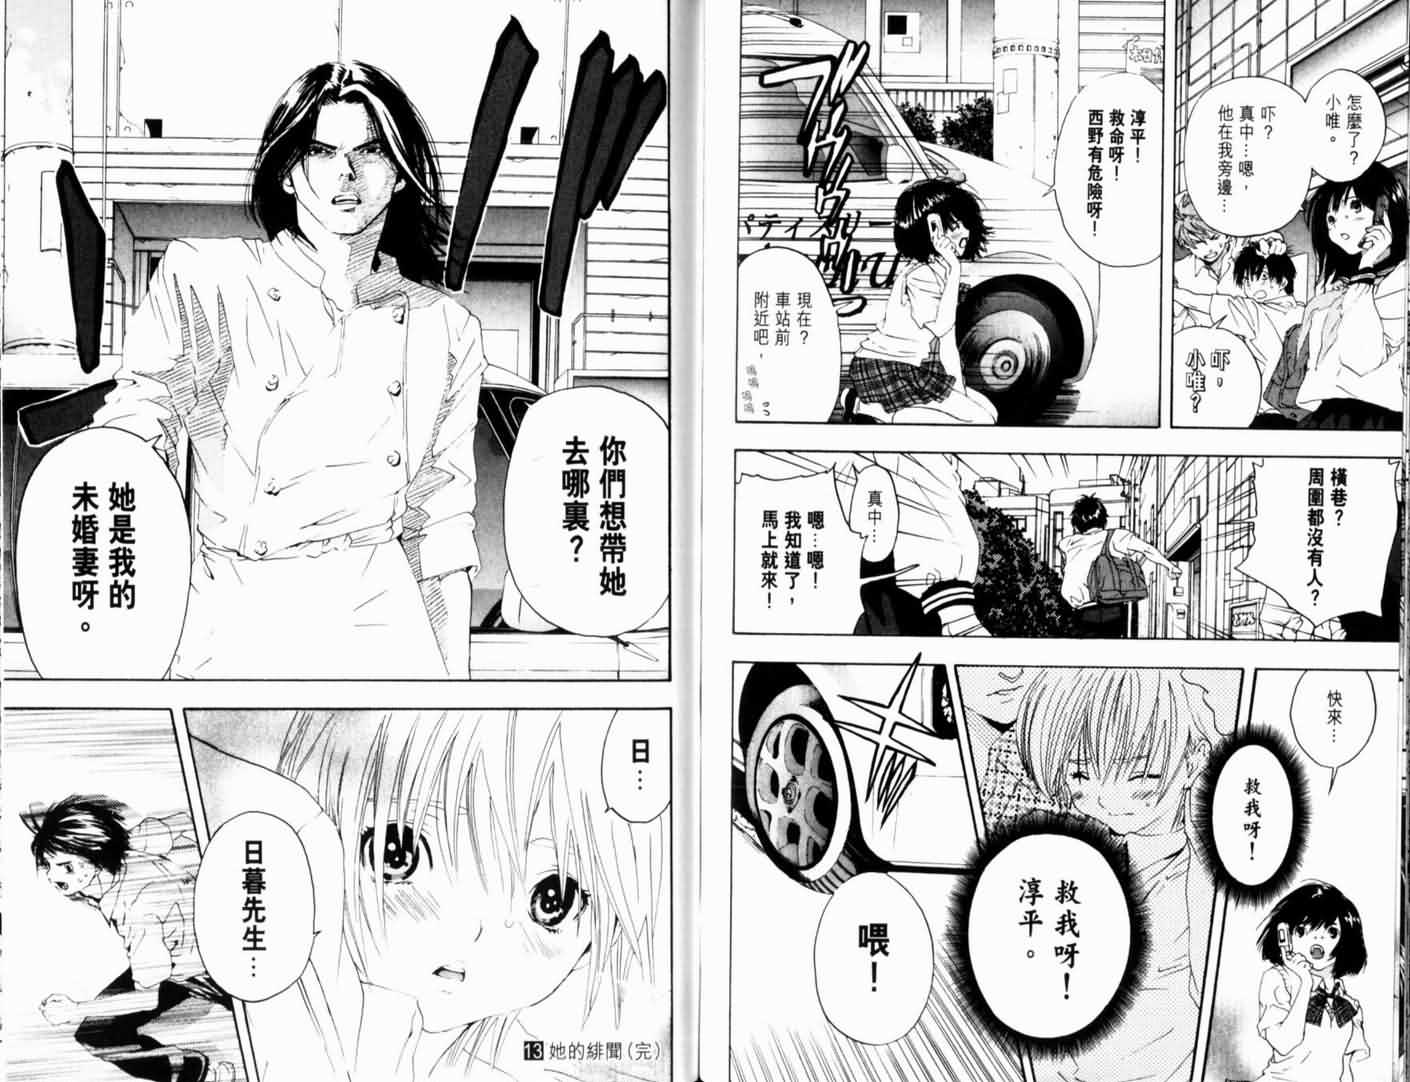 怎麼了?
小唯。
吓?
真中…嗯,
他在我旁邊…
吓,
小唯?
淳平!
救命呀!
西野有危險呀!
パティ
現在?
車站前
附近吧,
嗚嗚嗚
嗚嗚
橫巷?
周圍都沒有人?
真中…
嗯…嗯!
我知道了,
馬上就來!
快來…
救我呀!
救我呀!
淳平。
喂!
你們想帶她
去哪裏?
她是我的
未婚妻呀。
日…
日暮先生…
13 她的緋聞(完)